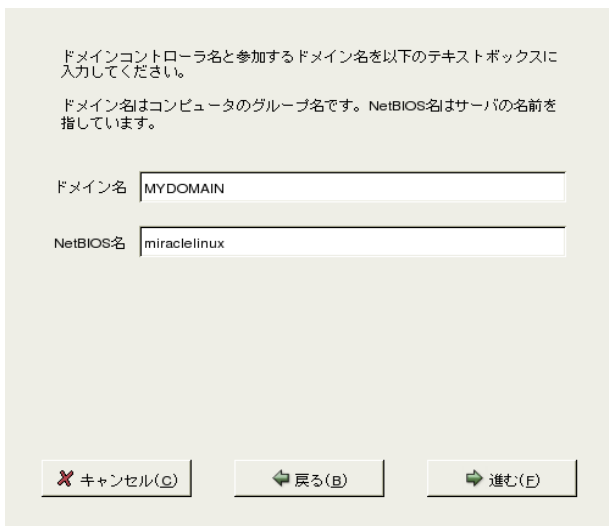 ドメインコントローラ名と参加するドメイン名を以下のテキストボックスに
入力してください。
ドメイン名はコンピュータのグループ名です。NetBIOS名はサーバの名前を
指しています。
ドメイン名 MYDOMAIN
NetBIOS名 miraclelinux
キャンセル(C) 戻る(B) 進む(F)